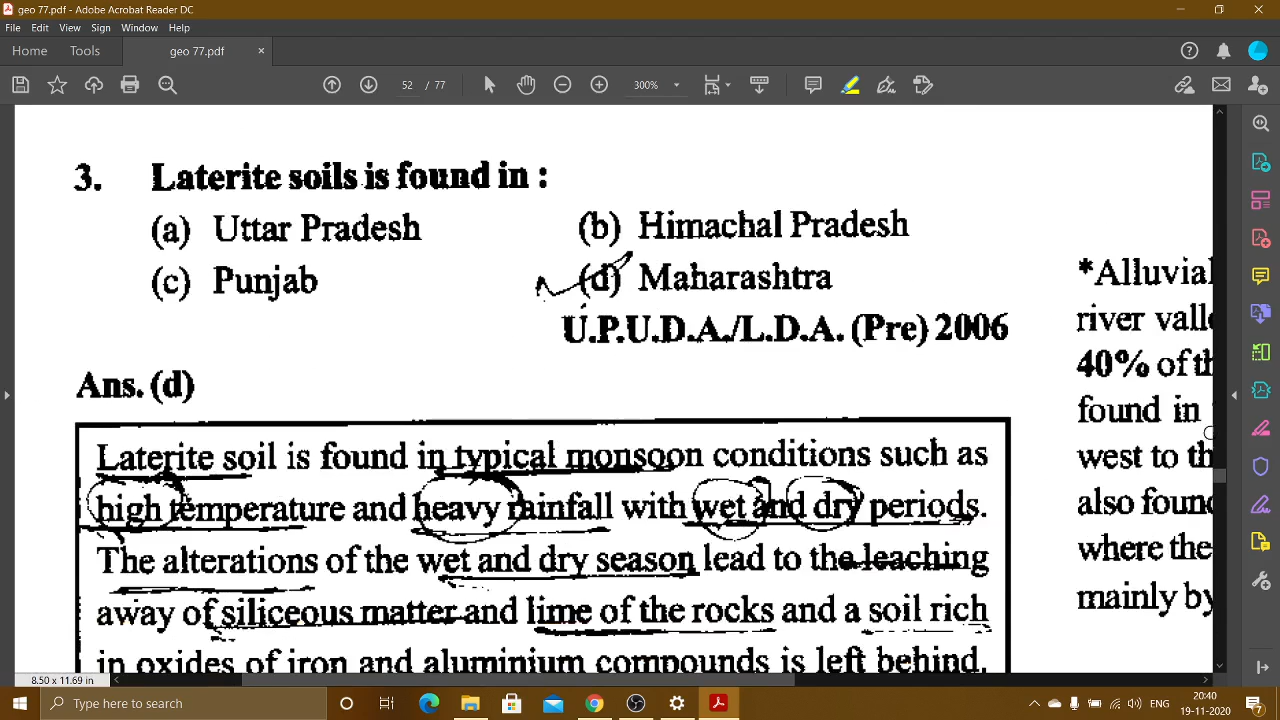 geo 77.pdf - Adobe Acrobat Reader DC
File Edit View Sign Window Help
Home Tools geo 77.pdf ×
52 / 77 300%
3. Laterite soils is found in :
(a) Uttar Pradesh (b) Himachal Pradesh
(c) Punjab (d) Maharashtra
U.P.U.D.A./L.D.A. (Pre) 2006
Ans. (d)
Laterite soil is found in typical monsoon conditions such as
high temperature and heavy rainfall with wet and dry periods.
The alterations of the wet and dry season lead to the leaching
away of siliceous matter and lime of the rocks and a soil rich
in oxides of iron and aluminium compounds is left behind.
*Alluvial
river valle
40% of th
found in
west to th
also found
where the
mainly by
8.50 x 11.69 in
Type here to search
ENG
20:40
19-11-2020
7